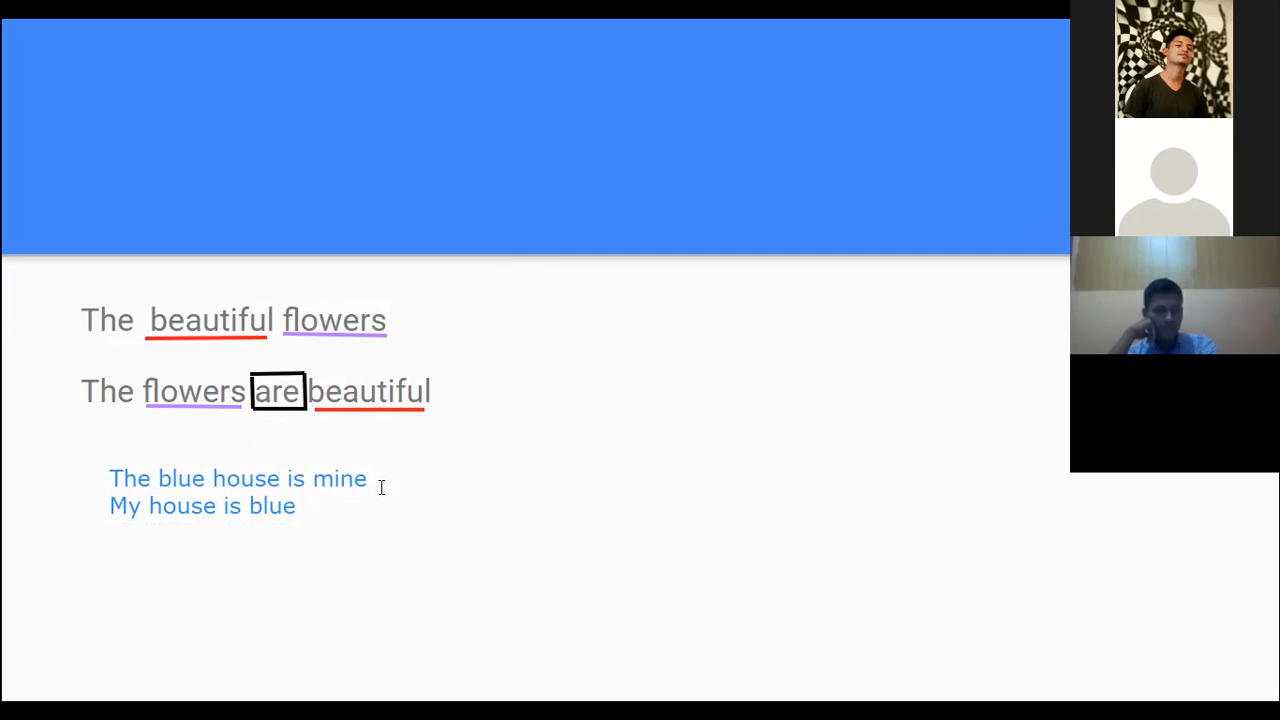 The beautiful flowers
The flowers are beautiful
The blue house is mine
My house is blue